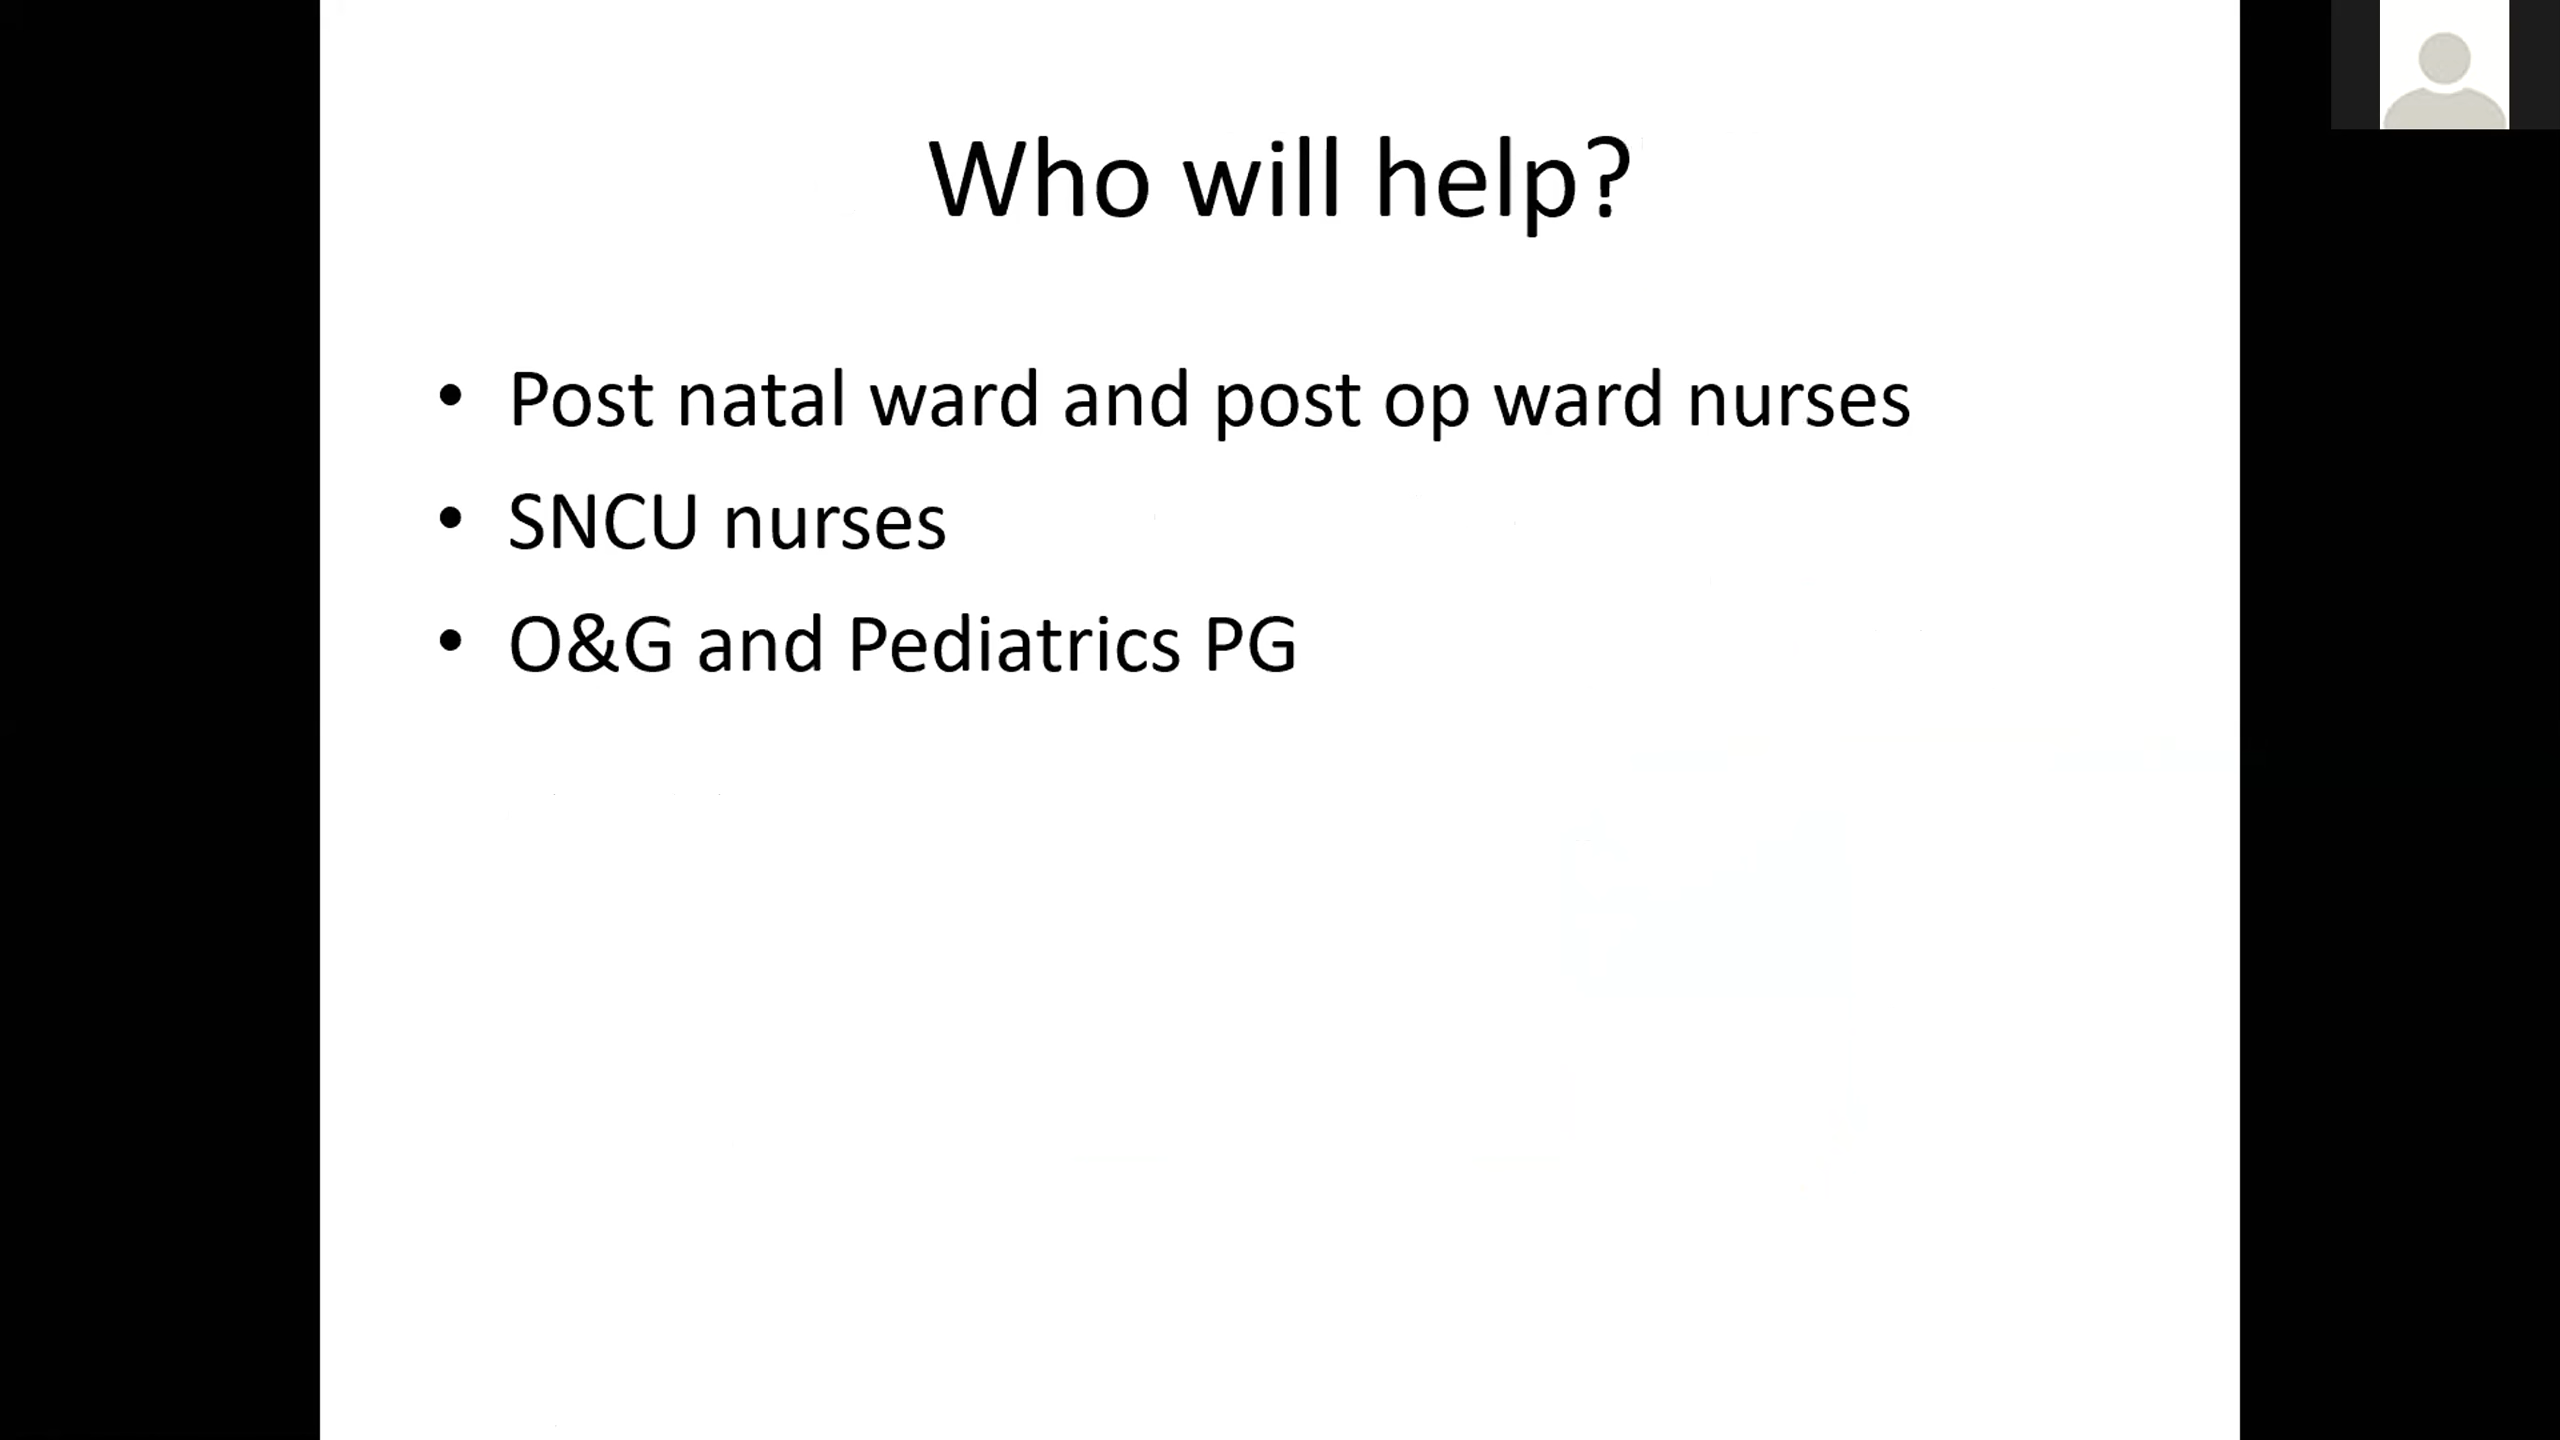 Who will help?
• Post natal ward and post op ward nurses
• SNCU nurses
• O&G and Pediatrics PG